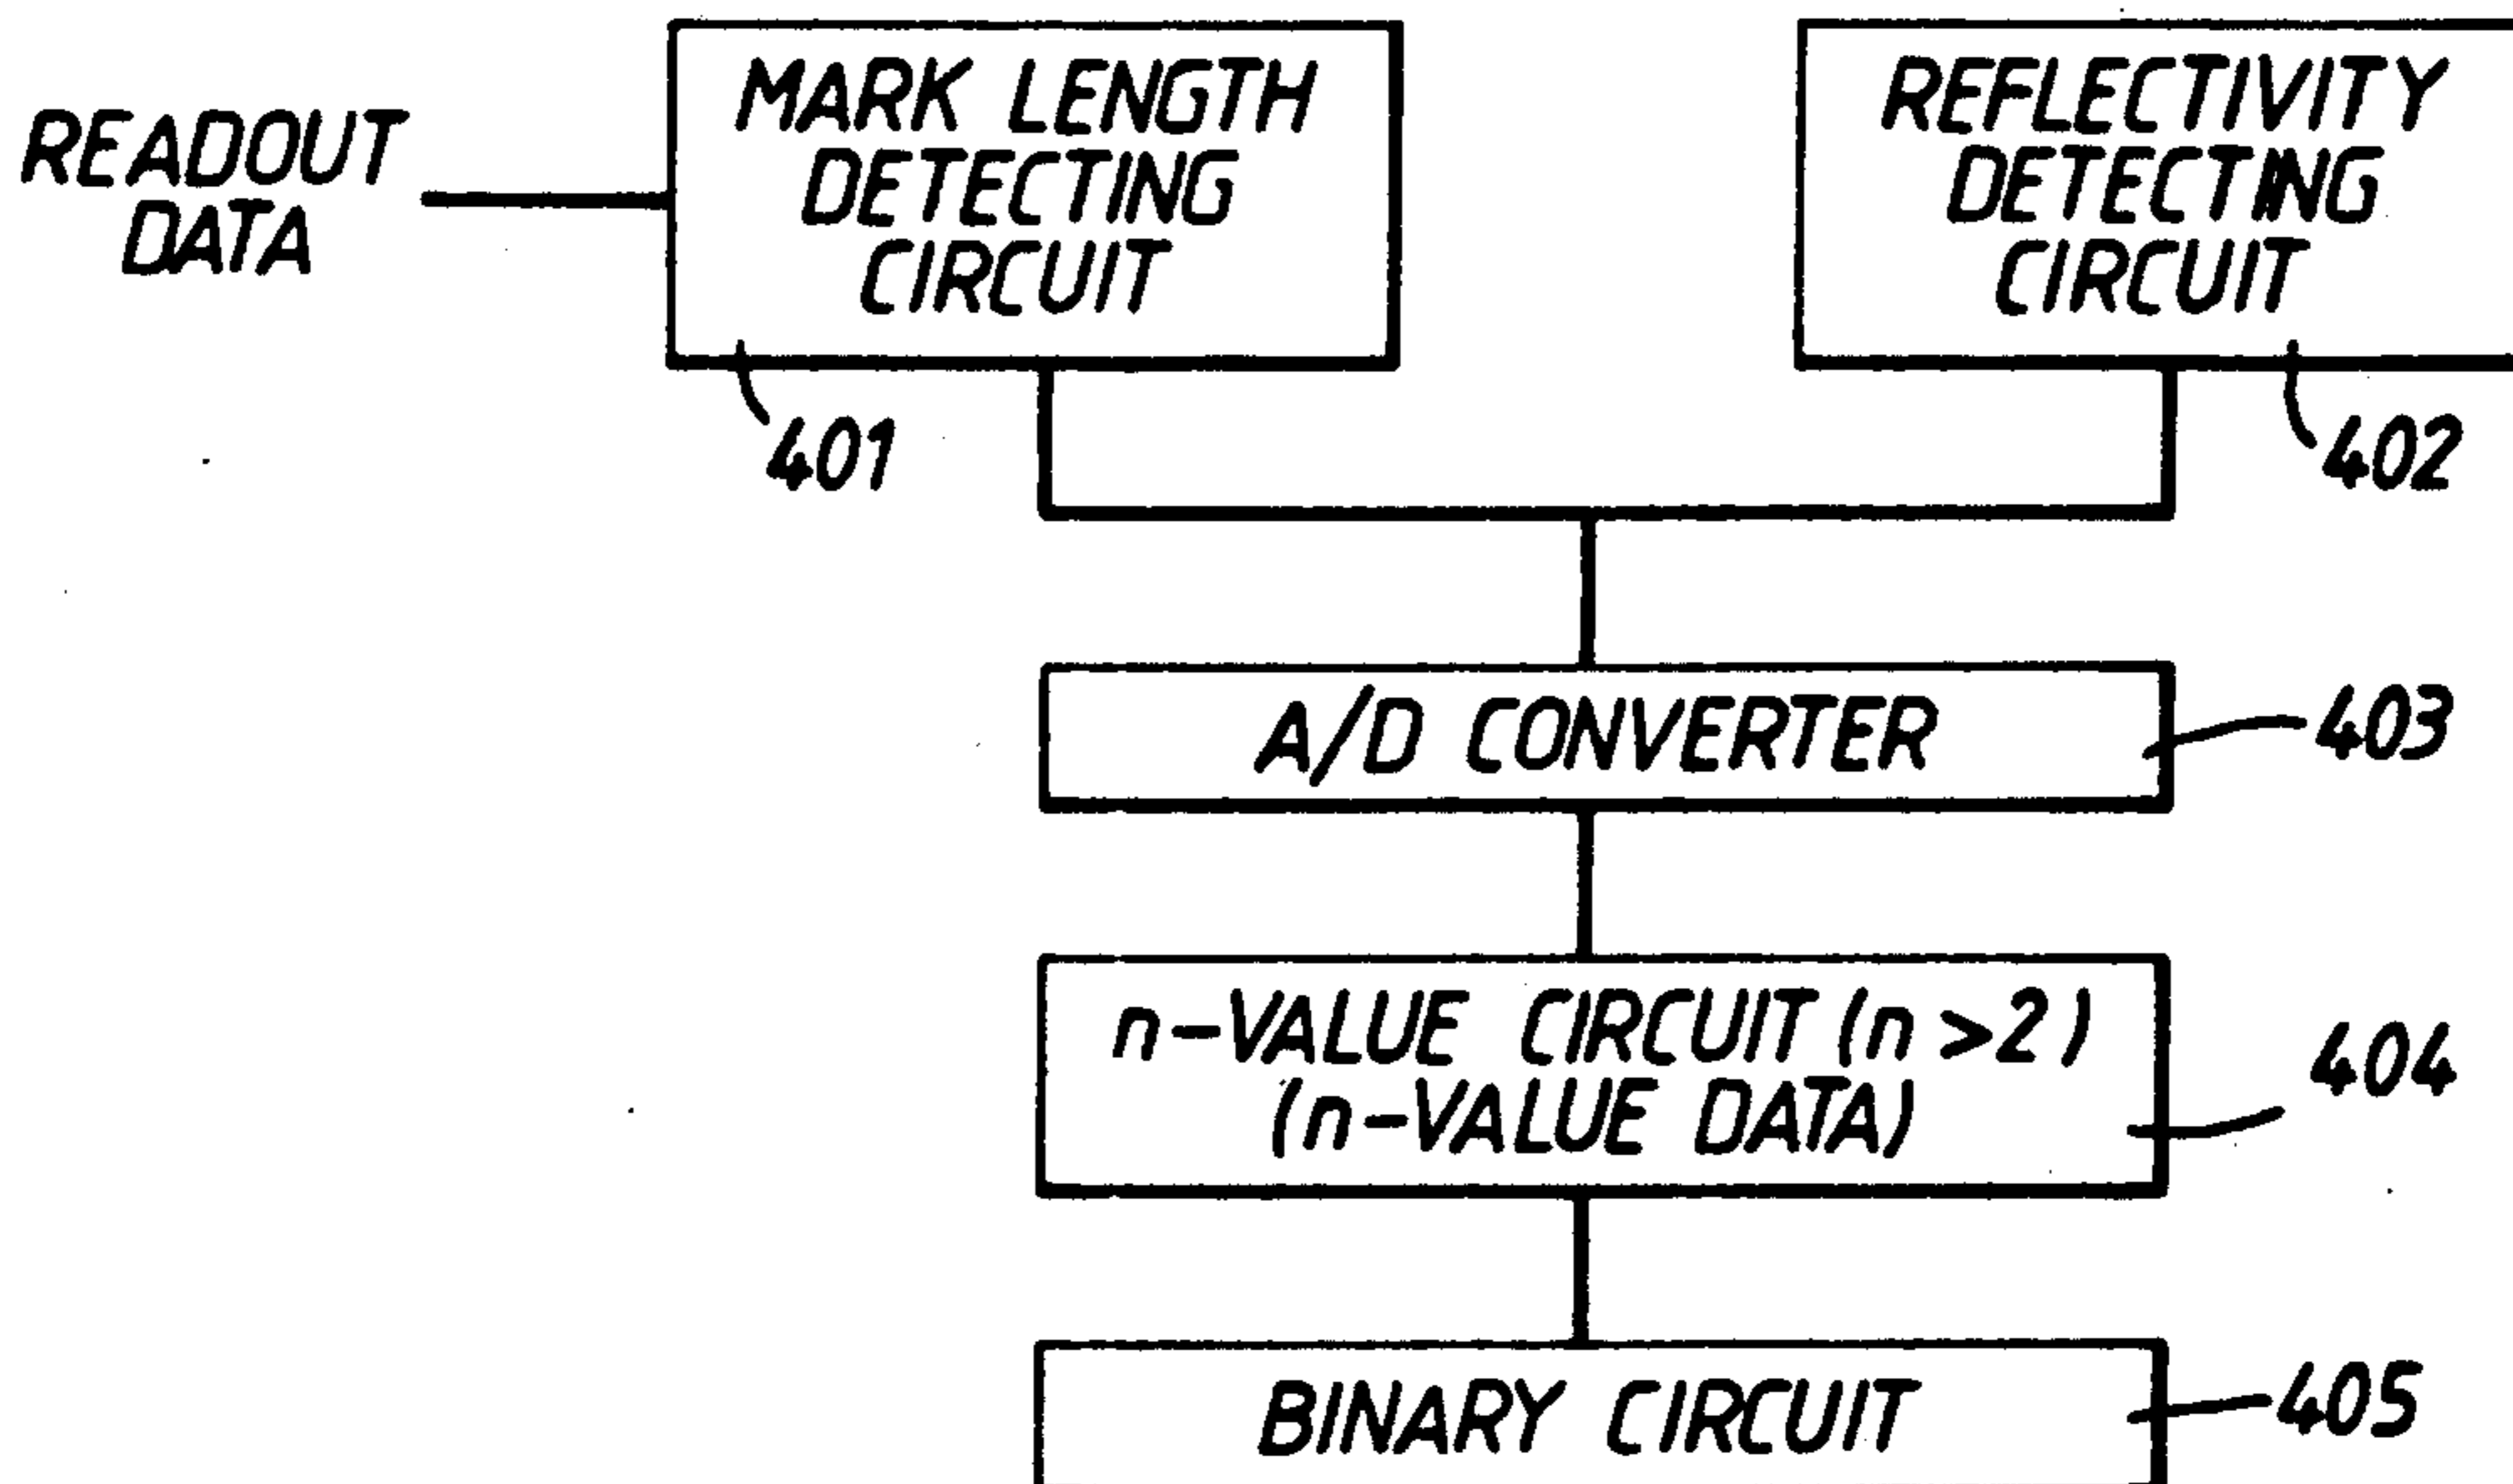 READOUT
DATA
MARK LENGTH
DETECTING
CIRCUIT
401
REFLECTIVITY
DETECTING
CIRCUIT
402
A/D CONVERTER
403
n-VALUE CIRCUIT (n>2)
(n-VALUE DATA)
404
BINARY CIRCUIT
405